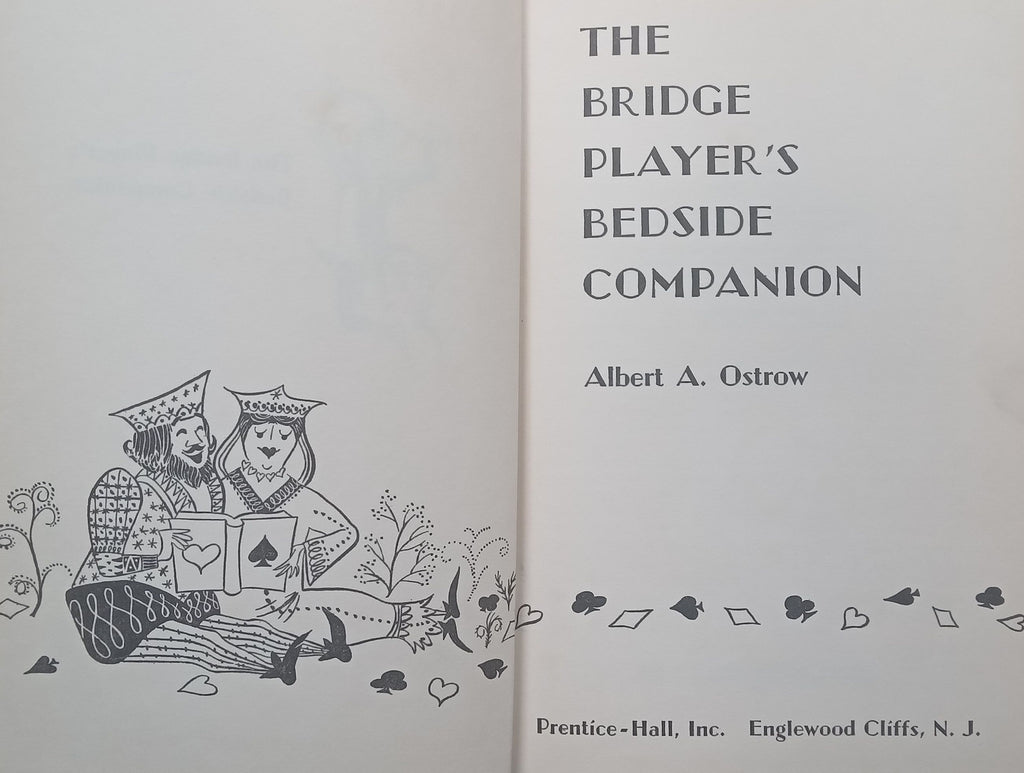 THE
BRIDGE
PLAYER'S
BEDSIDE
COMPANION
Albert A. Ostrow
Prentice-Hall, Inc. Englewood Cliffs, N. J.